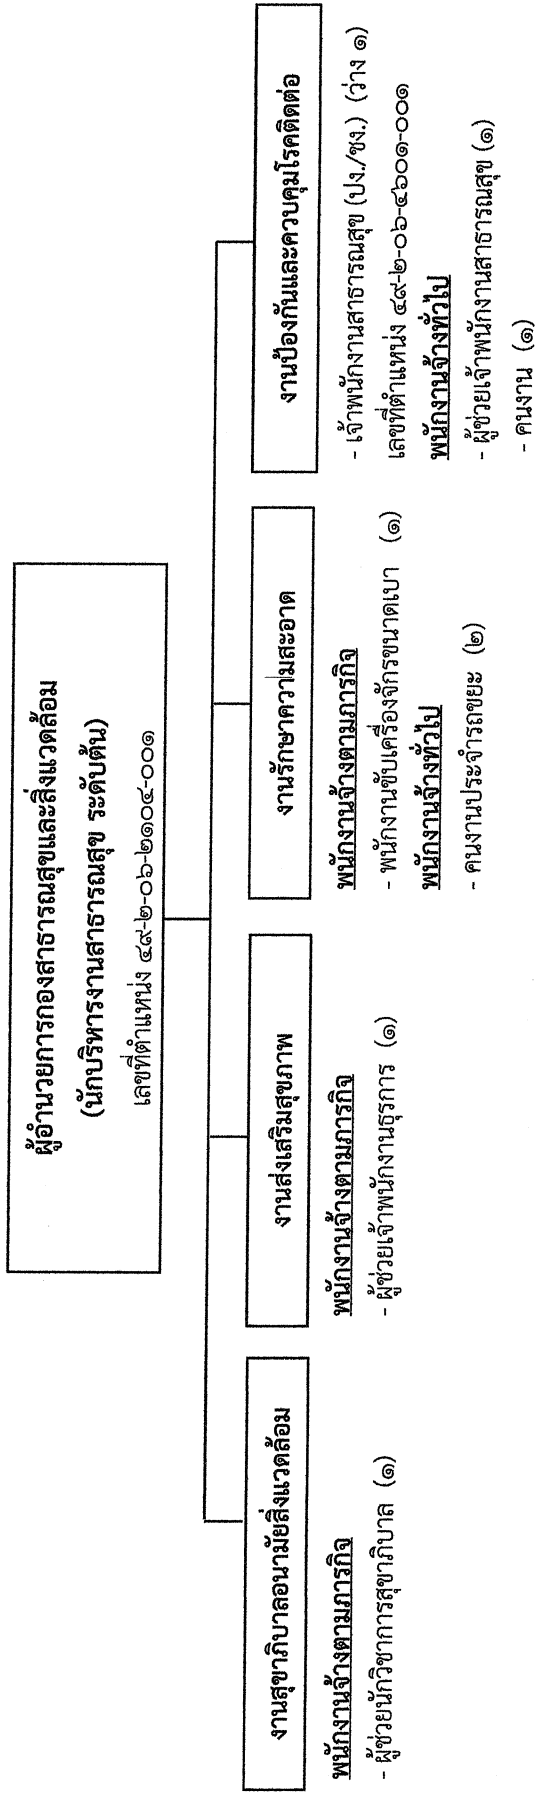 ผู้อำนวยการกองสาธารณสุขและสิ่งแวดล้อม
(นักบริหารงานสาธารณสุข ระดับต้น)
เลขที่ตำแหน่ง ๔๙-๒-๐๖-๒๑๐๔-๐๐๑
งานสุขาภิบาลอนามัยสิ่งแวดล้อม
พนักงานจ้างตามภารกิจ
- ผู้ช่วยนักวิชาการสุขาภิบาล (๑)
งานส่งเสริมสุขภาพ
พนักงานจ้างตามภารกิจ
- ผู้ช่วยเจ้าพนักงานธุรการ (๑)
งานรักษาความสะอาด
พนักงานจ้างตามภารกิจ
- พนักงานขับเครื่องจักรขนาดเบา (๑)
พนักงานจ้างทั่วไป
- คนงานประจำรถขยะ (๒)
งานป้องกันและควบคุมโรคติดต่อ
- เจ้าพนักงานสาธารณสุข (ปง./ชง.) (ว่าง ๑)
เลขที่ตำแหน่ง ๔๙-๒-๐๖-๔๖๐๑-๐๐๑
พนักงานจ้างทั่วไป
- ผู้ช่วยเจ้าพนักงานสาธารณสุข (๑)
- คนงาน (๑)